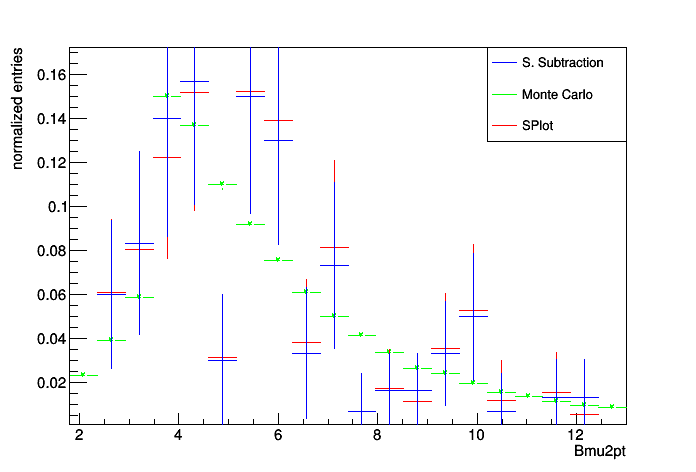 normalized entries
0.16
0.14
0.12
0.1
0.08
0.06
0.04
0.02
S. Subtraction
Monte Carlo
SPlot
2 4 6 8 10 12
Bmu2pt